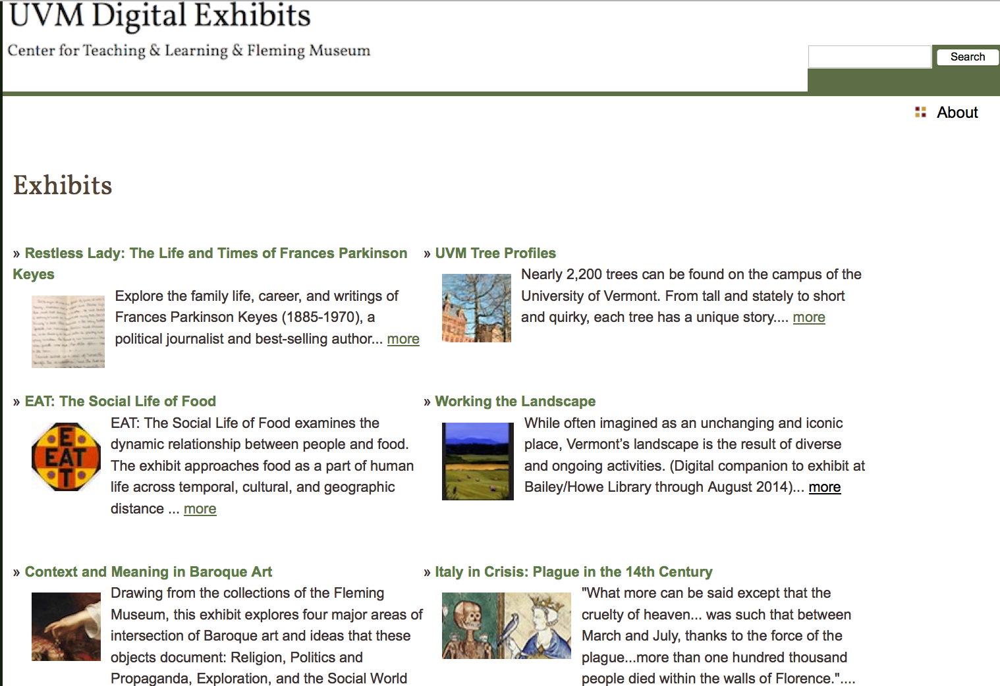 UVM Digital Exhibits
Center for Teaching & Learning & Fleming Museum
Search
About
Exhibits
» Restless Lady: The Life and Times of Frances Parkinson
Keyes
Explore the family life, career, and writings of
Frances Parkinson Keyes (1885-1970), a
political journalist and best-selling author... more
» UVM Tree Profiles
Nearly 2,200 trees can be found on the campus of the
University of Vermont. From tall and stately to short
and quirky, each tree has a unique story.... more
» EAT: The Social Life of Food
E
EAT
T
EAT: The Social Life of Food examines the
dynamic relationship between people and food.
The exhibit approaches food as a part of human
life across temporal, cultural, and geographic
distance ... more
» Working the Landscape
While often imagined as an unchanging and iconic
place, Vermont’s landscape is the result of diverse
and ongoing activities. (Digital companion to exhibit at
Bailey/Howe Library through August 2014)... more
» Context and Meaning in Baroque Art
Drawing from the collections of the Fleming
Museum, this exhibit explores four major areas of
intersection of Baroque art and ideas that these
objects document: Religion, Politics and
Propaganda, Exploration, and the Social World
» Italy in Crisis: Plague in the 14th Century
"What more can be said except that the
cruelty of heaven... was such that between
March and July, thanks to the force of the
plague...more than one hundred thousand
people died within the walls of Florence."....